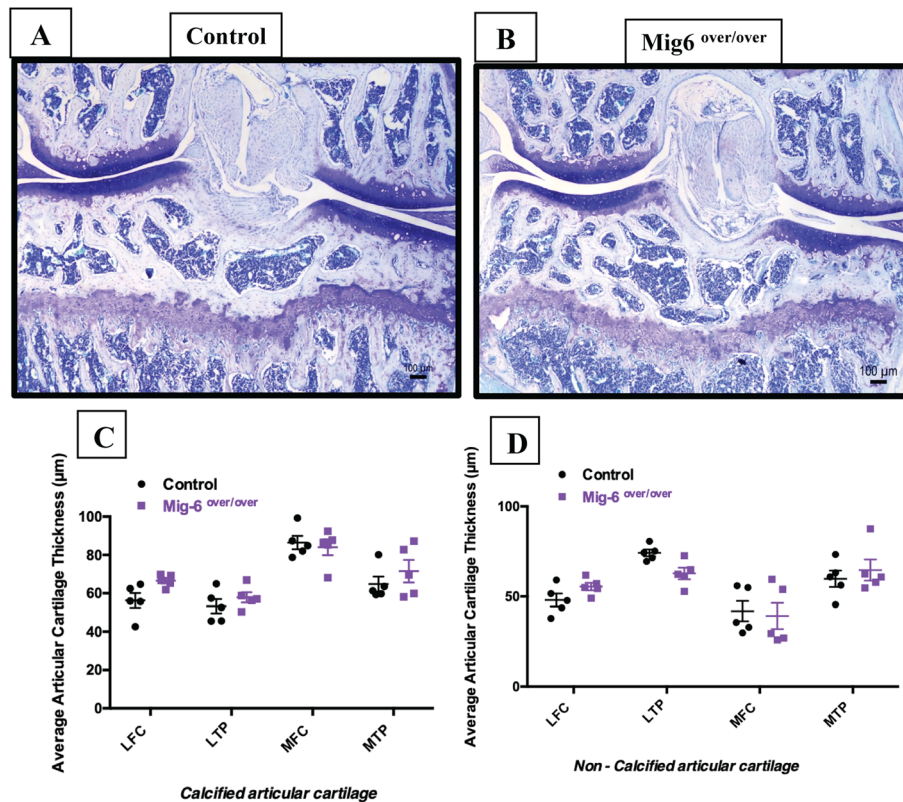 A
Control
B
Mig6 over/over
100 µm
100 µm
C
Control
Mig-6 over/over
Average Articular Cartilage Thickness (µm)
100
80
60
40
20
0
LFC
LTP
MFC
MTP
Calcified articular cartilage
D
Control
Mig-6 over/over
Average Articular Cartilage Thickness (µm)
100
50
0
LFC
LTP
MFC
MTP
Non - Calcified articular cartilage